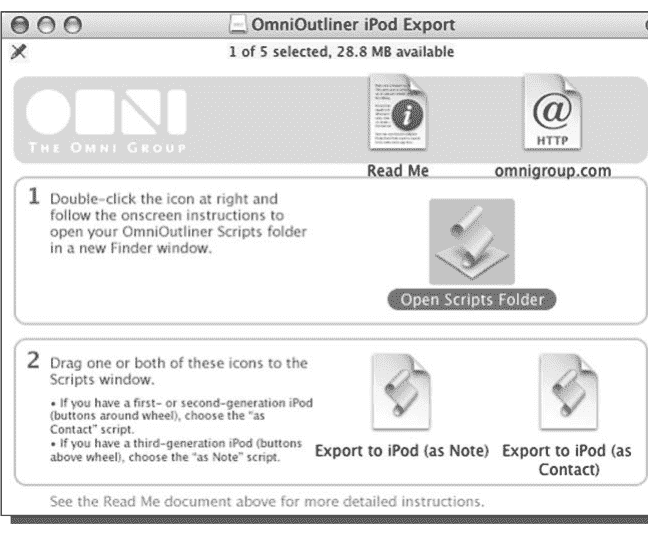 OmniOutliner iPod Export
1 of 5 selected, 28.8 MB available
OMNI
THE OMNI GROUP
HTTP
Read Me
omnigroup.com
1
Double-click the icon at right and
follow the onscreen instructions to
open your OmniOutliner Scripts folder
in a new Finder window.
Open Scripts Folder
2
Drag one or both of these icons to the
Scripts window.
• If you have a first- or second-generation iPod
(buttons around wheel), choose the “as
Contact” script.
• If you have a third-generation iPod (buttons
above wheel), choose the “as Note” script.
Export to iPod (as Note)
Export to iPod (as
Contact)
See the Read Me document above for more detailed instructions.